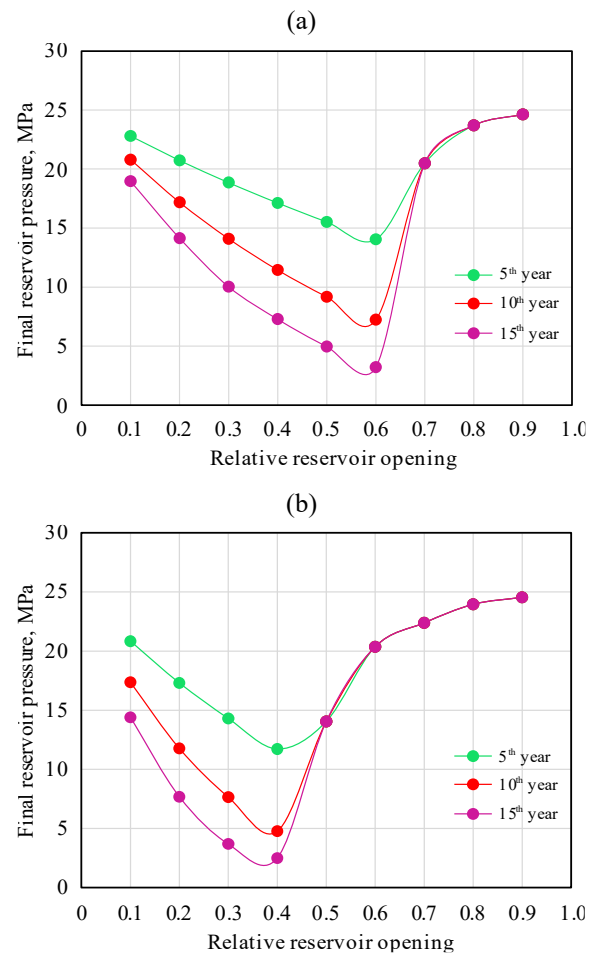 (a)
30
25
20
15
10
5
0
Final reservoir pressure, MPa
5th year
10th year
15th year
0 0.1 0.2 0.3 0.4 0.5 0.6 0.7 0.8 0.9 1.0
Relative reservoir opening
(b)
30
25
20
15
10
5
0
Final reservoir pressure, MPa
5th year
10th year
15th year
0 0.1 0.2 0.3 0.4 0.5 0.6 0.7 0.8 0.9 1.0
Relative reservoir opening